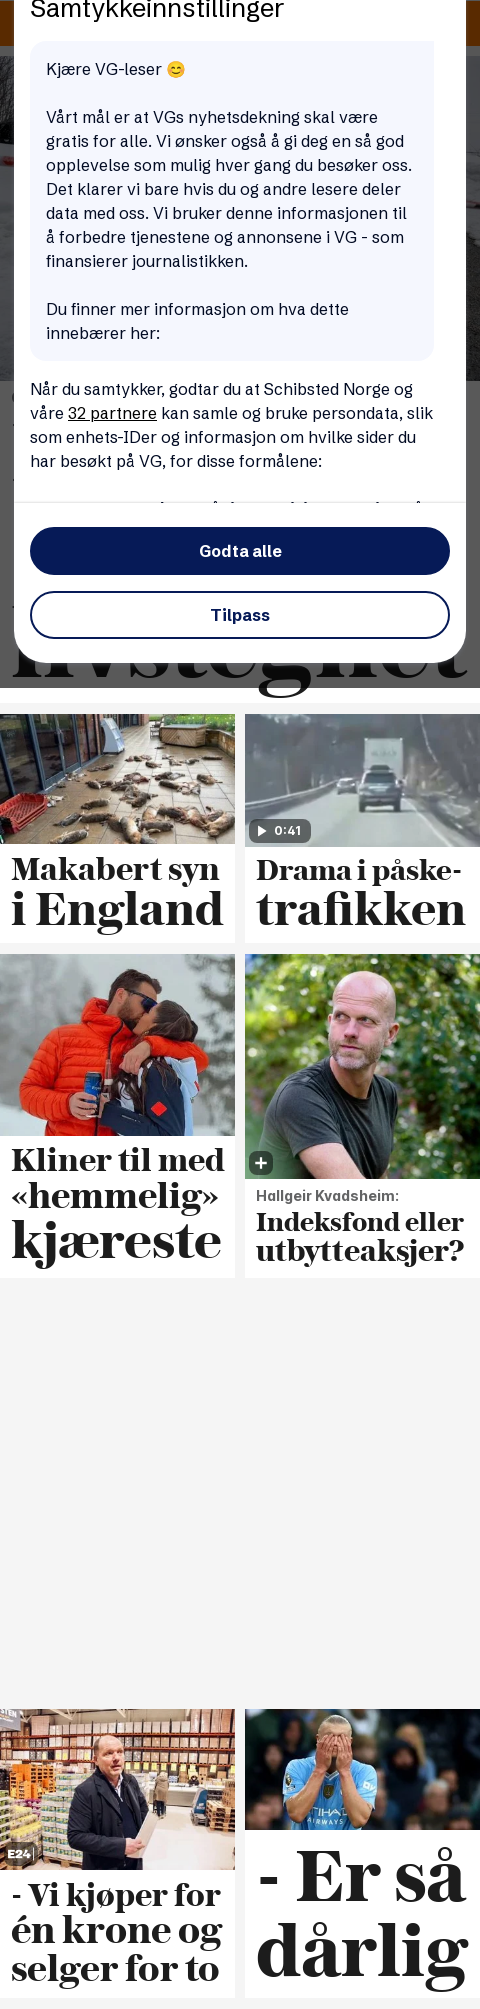 Samtykkeinnstillinger
Kjære VG-leser 😊
Vårt mål er at VGs nyhetsdekning skal være
gratis for alle. Vi ønsker også å gi deg en så god
opplevelse som mulig hver gang du besøker oss.
Det klarer vi bare hvis du og andre lesere deler
data med oss. Vi bruker denne informasjonen til
å forbedre tjenestene og annonsene i VG - som
finansierer journalistikken.
Du finner mer informasjon om hva dette
innebærer her:
Når du samtykker, godtar du at Schibsted Norge og
våre 32 partnere kan samle og bruke persondata, slik
som enhets-IDer og informasjon om hvilke sider du
har besøkt på VG, for disse formålene:
Godta alle
Tilpass
livstegnet
0:41
Makabert syn
i England
Drama i påske-
trafikken
Kliner til med
«hemmelig»
kjæreste
Hallgeir Kvadsheim:
Indeksfond eller
utbytteaksjer?
E24
ETIHAD
AIRWAYS
- Vi kjøper for
én krone og
selger for to
- Er så
dårlig